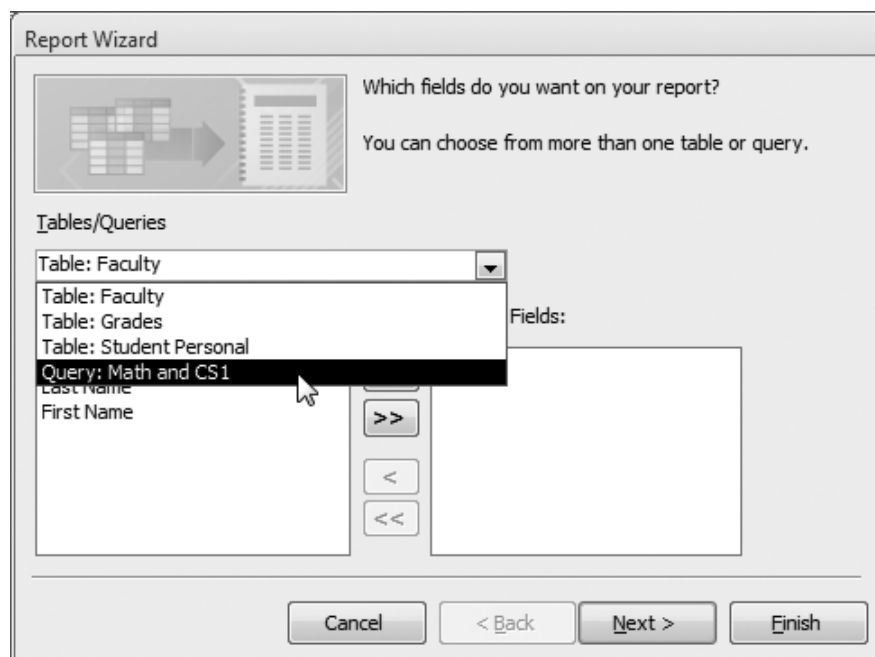 Report Wizard
Which fields do you want on your report?
You can choose from more than one table or query.
Tables/Queries
Table: Faculty
Table: Faculty
Table: Grades
Table: Student Personal
Query: Math and CS1
Fields:
Last Name
First Name
>>
<
<<
Cancel
< Back
Next >
Finish